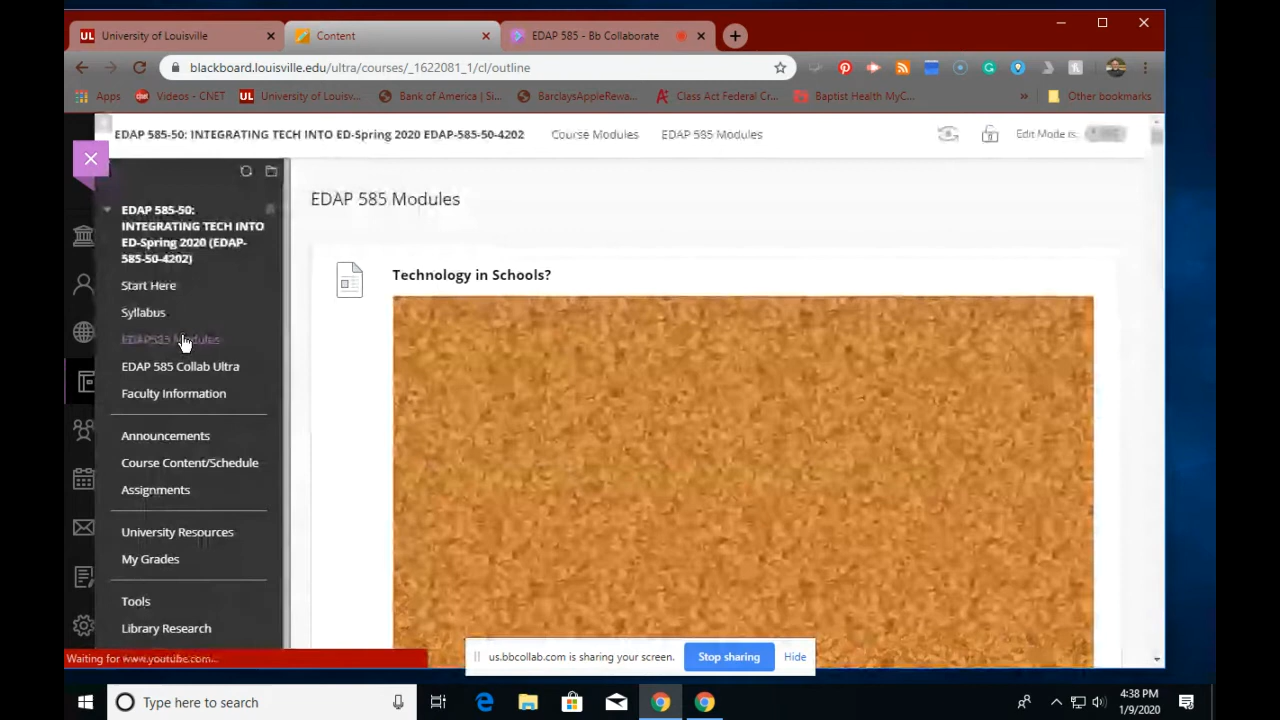 University of Louisville
Content
EDAP 585 - Bb Collaborate
blackboard.louisville.edu/ultra/courses/_1622081_1/cl/outline
Apps
Videos - CNET
University of Louisv...
Bank of America | Si...
BarclaysAppleRewa...
Class Act Federal Cr...
Baptist Health MyC...
»
Other bookmarks
EDAP 585-50: INTEGRATING TECH INTO ED-Spring 2020 EDAP-585-50-4202
Course Modules
EDAP 585 Modules
Edit Mode is:
EDAP 585-50:
INTEGRATING TECH INTO
ED-Spring 2020 (EDAP-
585-50-4202)
Start Here
Syllabus
EDAP585 Modules
EDAP 585 Collab Ultra
Faculty Information
Announcements
Course Content/Schedule
Assignments
University Resources
My Grades
Tools
Library Research
EDAP 585 Modules
Technology in Schools?
Waiting for www.youtube.com...
us.bbcollab.com is sharing your screen.
Stop sharing
Hide
Type here to search
4:38 PM
1/9/2020